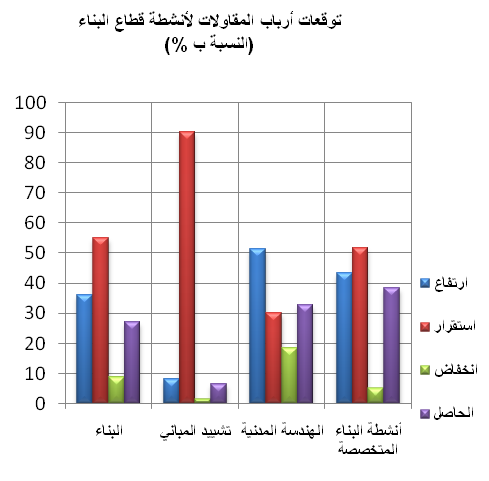 توقعات أرباب المقاولات لأنشطة قطاع البناء
(النسبة ب %)
100
90
80
70
60
50
40
30
20
10
0
البناء
تشييد المباني
الهندسة المدنية
أنشطة البناء
المتخصصة
ارتفاع
استقرار
انخفاض
الحاصل